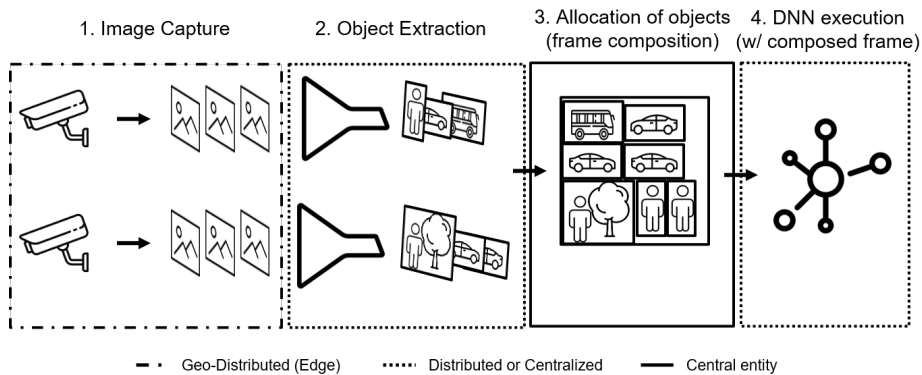 1. Image Capture
2. Object Extraction
3. Allocation of objects
(frame composition)
4. DNN execution
(w/ composed frame)
Geo-Distributed (Edge)
Distributed or Centralized
Central entity